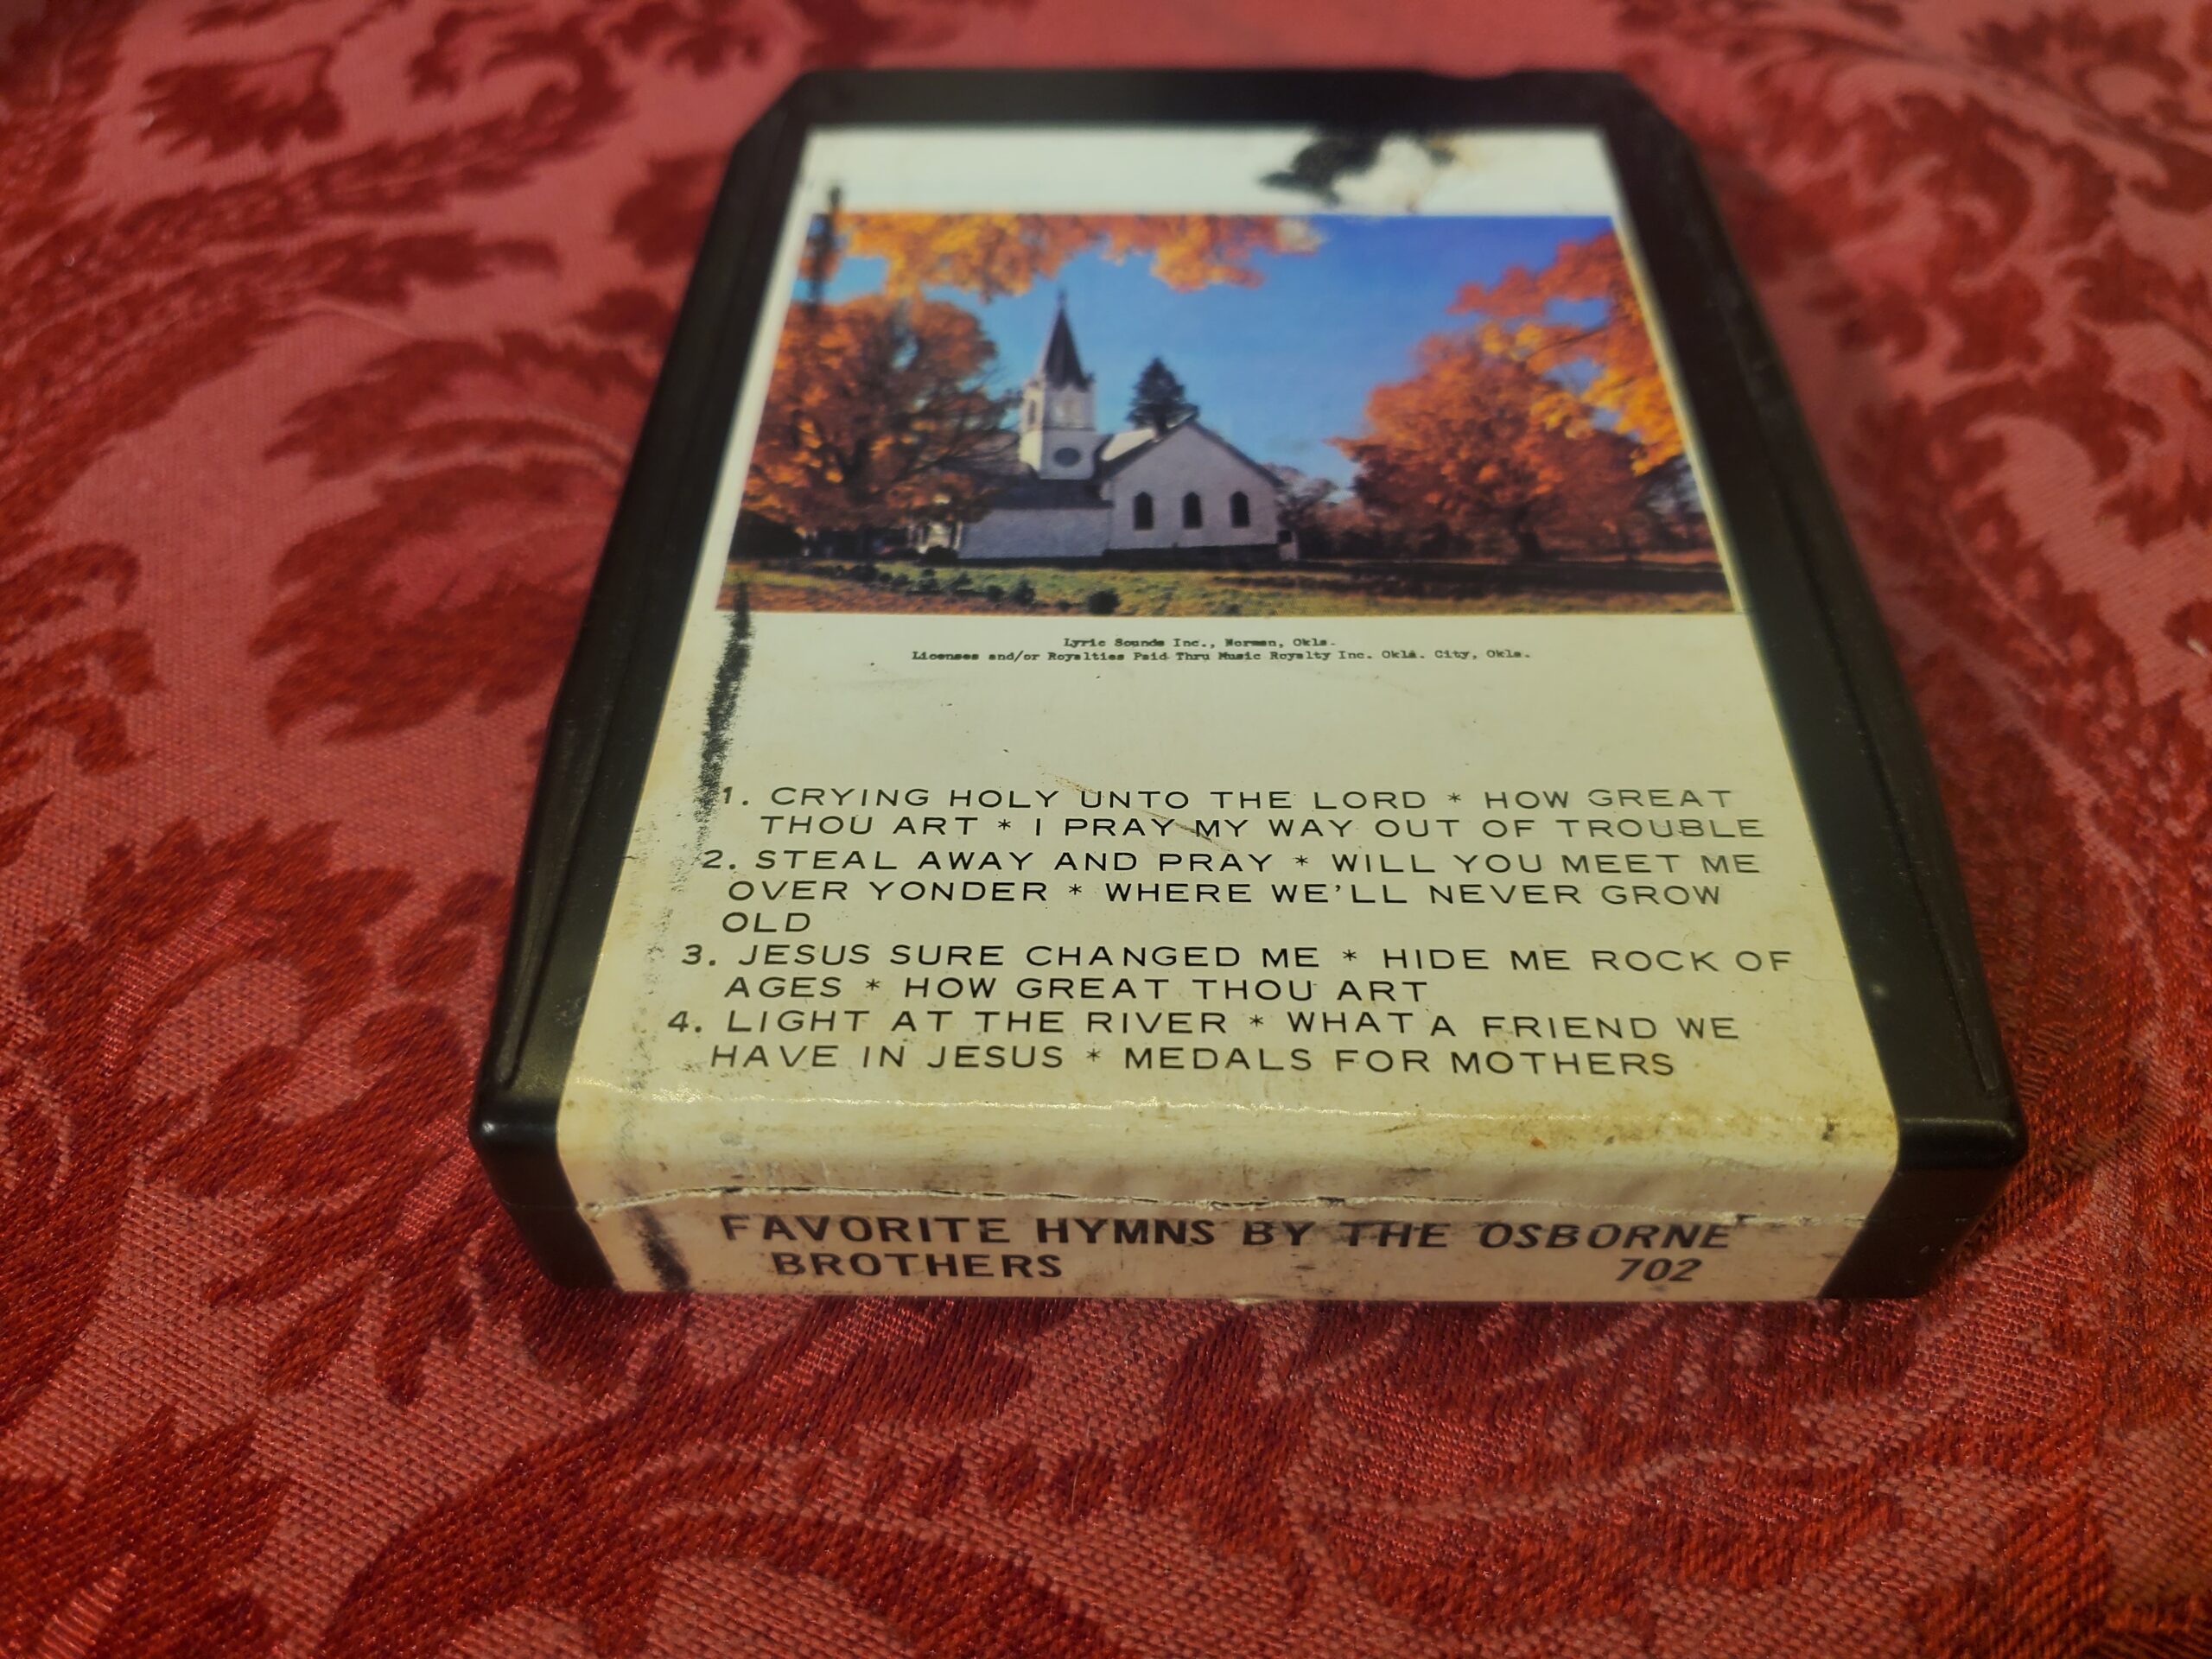 Lyric Sounds Inc., Norman, Okla.
Licenses and/or Royalties Paid Thru Music Royalty Inc. Okla. City, Okla.
1. CRYING HOLY UNTO THE LORD * HOW GREAT
THOU ART * I PRAY MY WAY OUT OF TROUBLE
2. STEAL AWAY AND PRAY * WILL YOU MEET ME
OVER YONDER * WHERE WE'LL NEVER GROW
OLD
3. JESUS SURE CHANGED ME * HIDE ME ROCK OF
AGES * HOW GREAT THOU ART
4. LIGHT AT THE RIVER * WHAT A FRIEND WE
HAVE IN JESUS * MEDALS FOR MOTHERS
FAVORITE HYMNS BY THE OSBORNE
BROTHERS 702